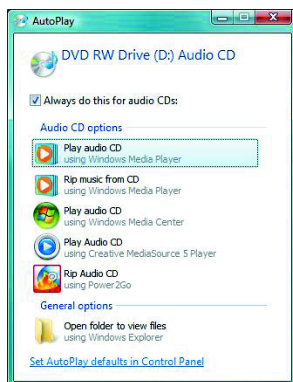 AutoPlay
DVD RW Drive (D:) Audio CD
Always do this for audio CDs:
Audio CD options
Play audio CD
using Windows Media Player
Rip music from CD
using Windows Media Player
Play audio CD
using Windows Media Center
Play Audio CD
using Creative MediaSource 5 Player
Rip Audio CD
using Power2Go
General options
Open folder to view files
using Windows Explorer
Set AutoPlay defaults in Control Panel